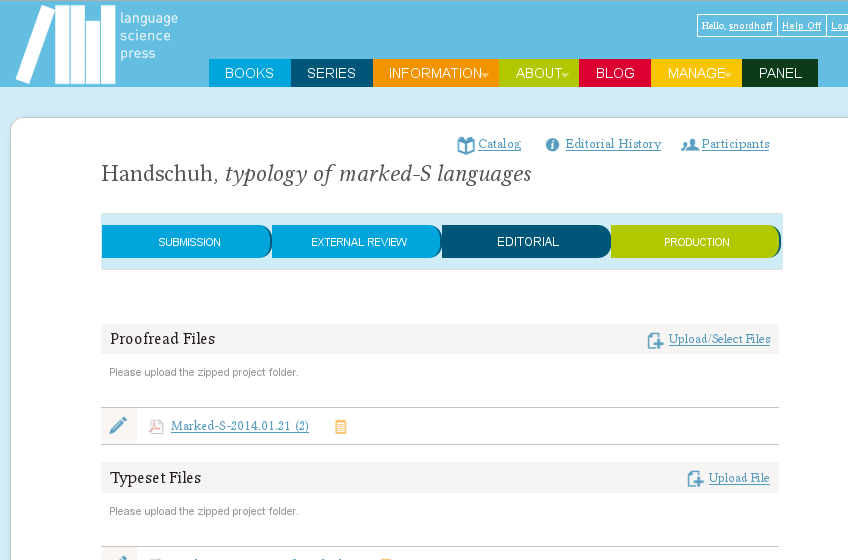 language
science
press
Hello, snordhoff Help Off
BOOKS SERIES INFORMATION ABOUT BLOG MANAGE PANEL
Catalog Editorial History Participants
Handschuh, typology of marked-S languages
SUBMISSION EXTERNAL REVIEW EDITORIAL PRODUCTION
Proofread Files Upload/Select Files
Please upload the zipped project folder.
Marked-S-2014.01.21 (2)
Typeset Files Upload File
Please upload the zipped project folder.